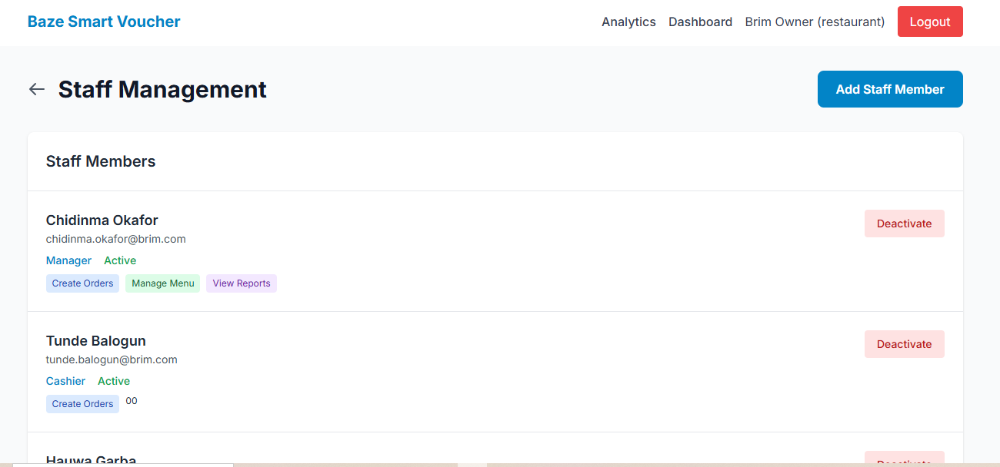 Baze Smart Voucher Analytics Dashboard Brim Owner (restaurant) Logout
Staff Management Add Staff Member
Staff Members
Chidinma Okafor Deactivate
chidinma.okafor@brim.com
Manager Active
Create Orders Manage Menu View Reports
Tunde Balogun Deactivate
tunde.balogun@brim.com
Cashier Active
Create Orders 00
Hauwa Garba Deactivate